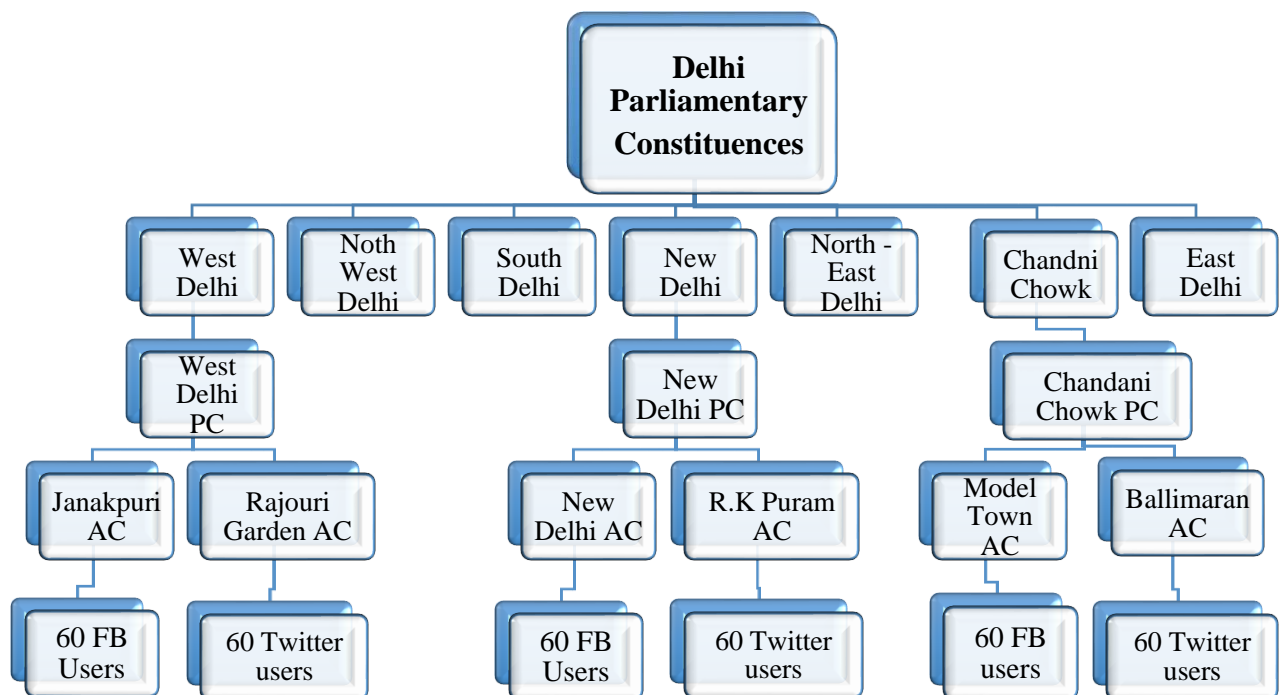 Delhi
Parliamentary
Constituences
West
Delhi
Noth
West
Delhi
South
Delhi
New
Delhi
North -
East
Delhi
Chandni
Chowk
East
Delhi
West
Delhi
PC
New
Delhi PC
Chandani
Chowk PC
Janakpuri
AC
Rajouri
Garden AC
New
Delhi AC
R.K Puram
AC
Model
Town
AC
Ballimaran
AC
60 FB
Users
60 Twitter
users
60 FB
Users
60 Twitter
users
60 FB
users
60 Twitter
users